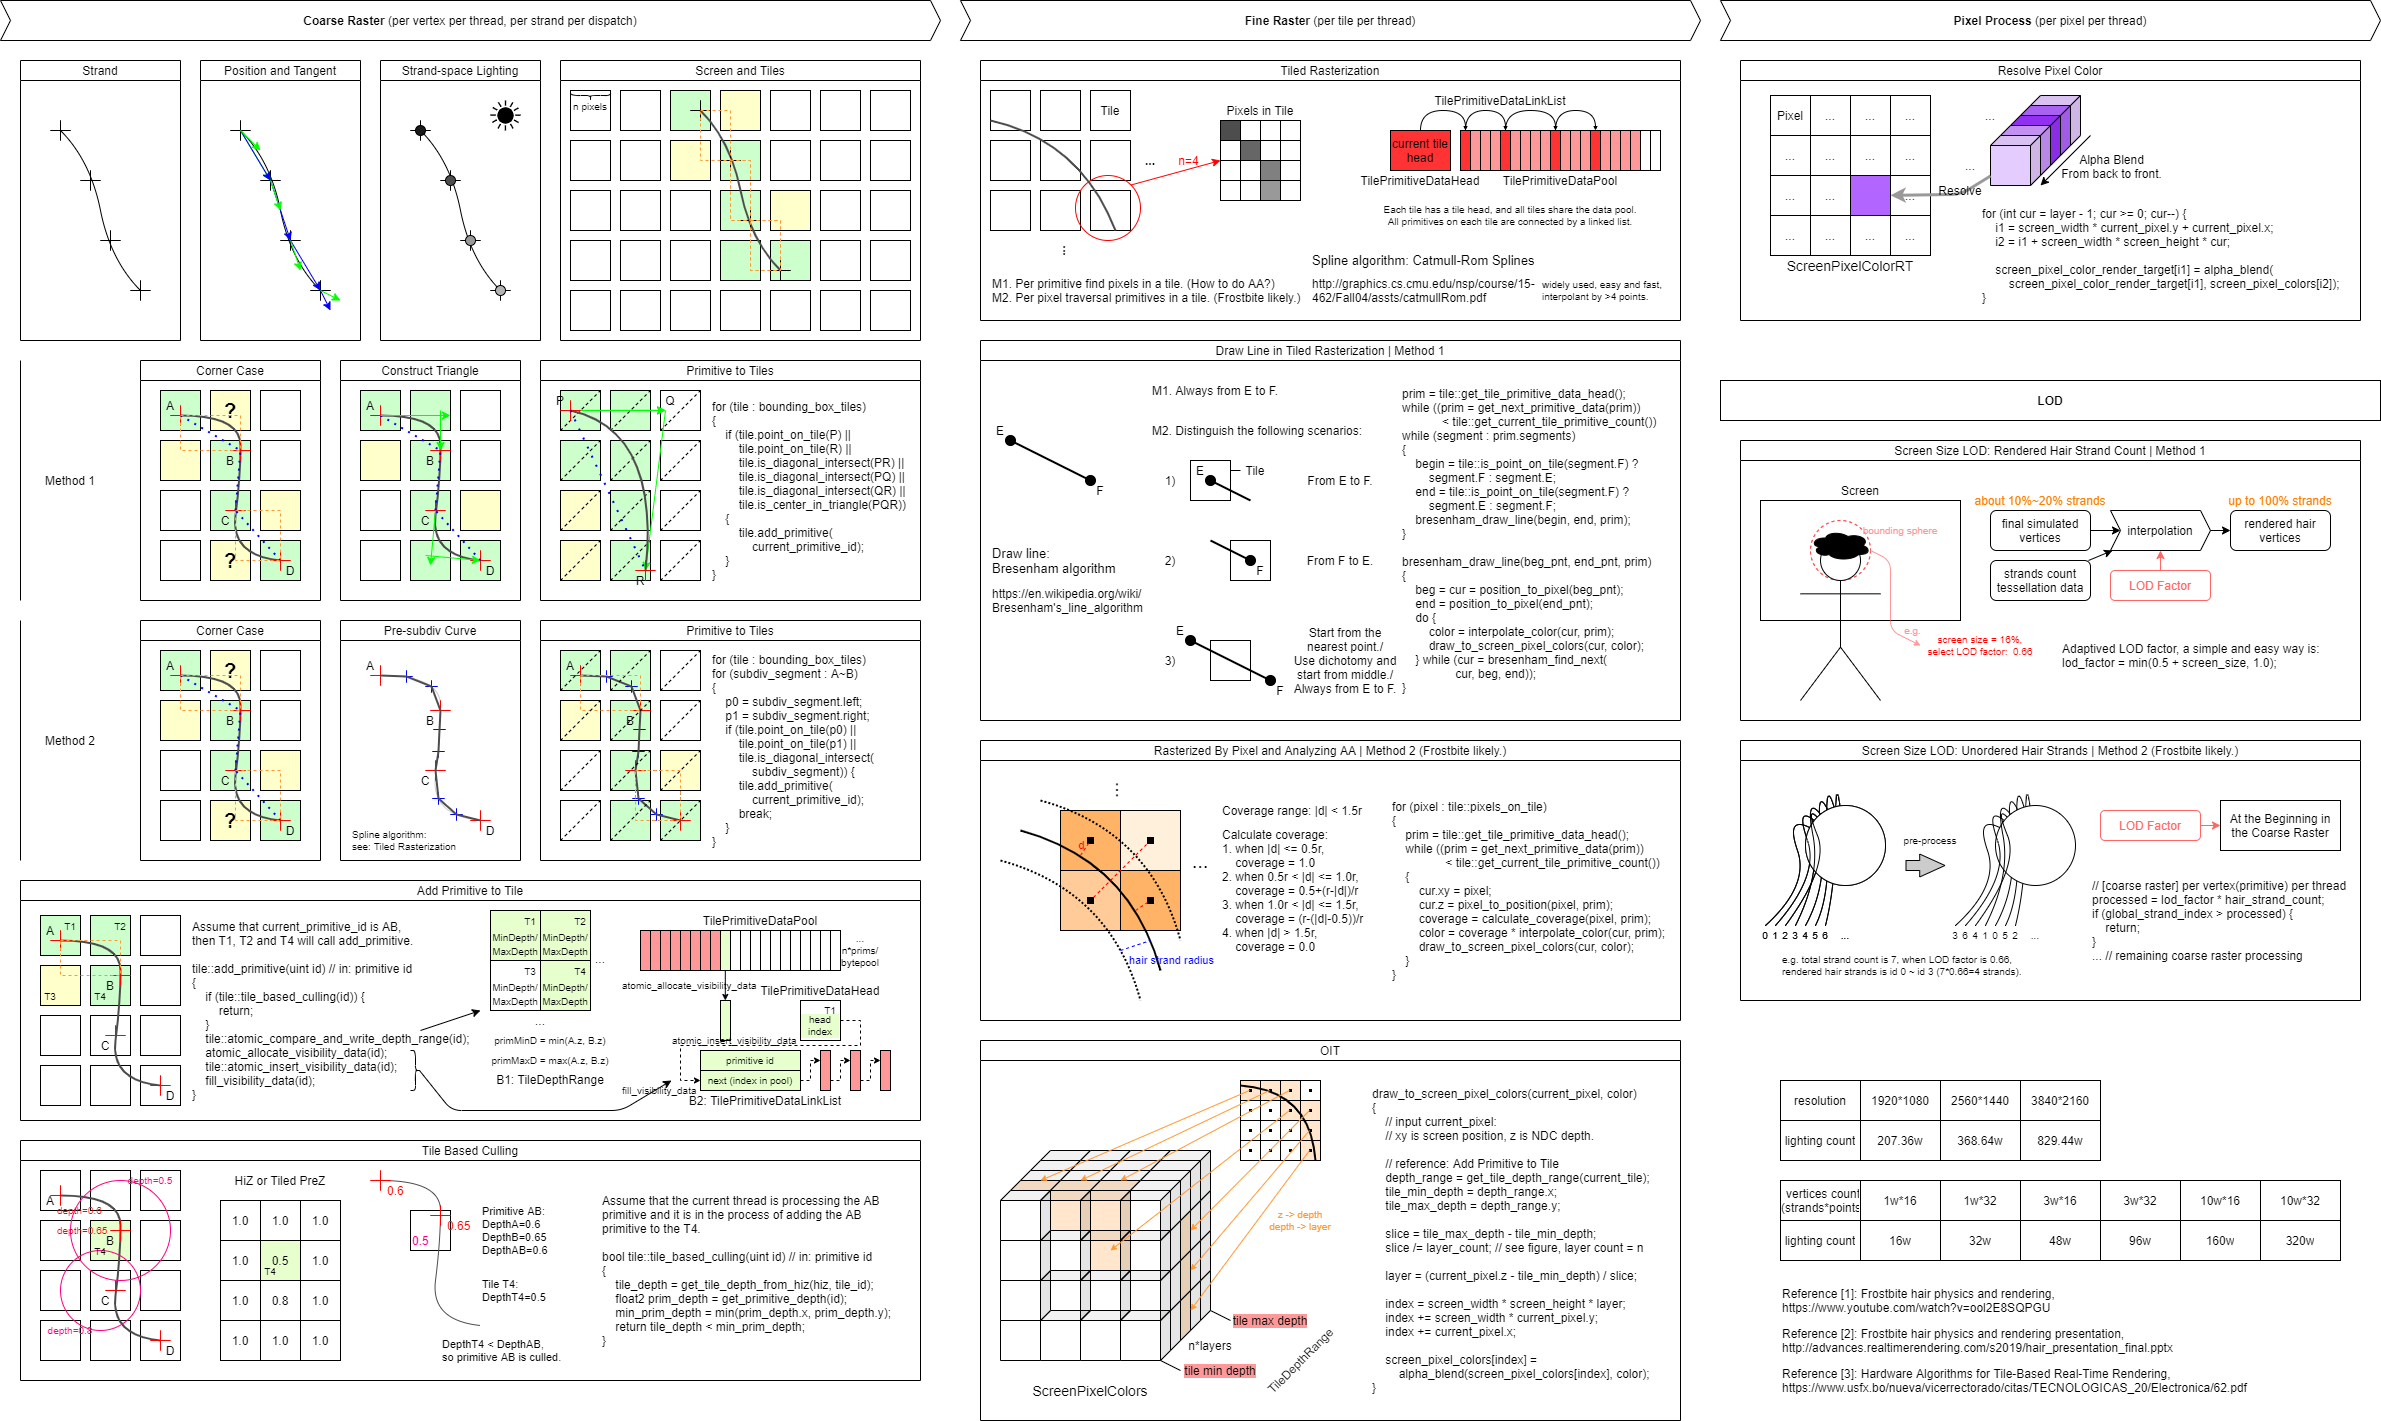 Coarse Raster (per vertex per thread, per strand per dispatch)
Strand
Position and Tangent
Strand-space Lighting
Screen and Tiles
n pixels
Method 1
Corner Case
A
?
B
C
?
D
Construct Triangle
A
B
C
D
Primitive to Tiles
P
Q
R
for (tile : bounding_box_tiles)
{
if (tile.point_on_tile(P) ||
tile.point_on_tile(R) ||
tile.is_diagonal_intersect(PR) ||
tile.is_diagonal_intersect(PQ) ||
tile.is_diagonal_intersect(QR) ||
tile.is_center_in_triangle(PQR))
{
tile.add_primitive(
current_primitive_id);
}
}
Method 2
Corner Case
A
?
B
C
?
D
Pre-subdiv Curve
A
B
C
D
Spline algorithm:
see: Tiled Rasterization
Primitive to Tiles
A
B
for (tile : bounding_box_tiles)
for (subdiv_segment : A~B)
{
p0 = subdiv_segment.left;
p1 = subdiv_segment.right;
if (tile.point_on_tile(p0) ||
tile.point_on_tile(p1) ||
tile.is_diagonal_intersect(
subdiv_segment)) {
tile.add_primitive(
current_primitive_id);
break;
}
}
Add Primitive to Tile
A
T1
T2
B
T3
T4
C
D
Assume that current_primitive_id is AB,
then T1, T2 and T4 will call add_primitive.
tile::add_primitive(uint id) // in: primitive id
{
if (tile::tile_based_culling(id)) {
return;
}
tile::atomic_compare_and_write_depth_range(id);
atomic_allocate_visibility_data(id);
tile::atomic_insert_visibility_data(id);
fill_visibility_data(id);
}
T1
MinDepth/
MaxDepth
T2
MinDepth/
MaxDepth
...
T3
MinDepth/
MaxDepth
T4
MinDepth/
MaxDepth
...
primMinD = min(A.z, B.z)
primMaxD = max(A.z, B.z)
B1: TileDepthRange
TilePrimitiveDataPool
...
n*prims/
bytepool
atomic_allocate_visibility_data
TilePrimitiveDataHead
T1
head
index
atomic_insert_visibility_data
primitive id
next (index in pool)
fill_visibility_data
B2: TilePrimitiveDataLinkList
Tile Based Culling
A
depth=0.5
depth=0.6
depth=0.65
B
T4
C
depth=0.8
D
HiZ or Tiled PreZ
1.0
1.0
1.0
1.0
0.5
T4
1.0
1.0
0.8
1.0
1.0
1.0
1.0
0.6
0.65
0.5
Primitive AB:
DepthA=0.6
DepthB=0.65
DepthAB=0.6
Tile T4:
DepthT4=0.5
DepthT4 < DepthAB,
so primitive AB is culled.
Assume that the current thread is processing the AB
primitive and it is in the process of adding the AB
primitive to the T4.
bool tile::tile_based_culling(uint id) // in: primitive id
{
tile_depth = get_tile_depth_from_hiz(hiz, tile_id);
float2 prim_depth = get_primitive_depth(id);
min_prim_depth = min(prim_depth.x, prim_depth.y);
return tile_depth < min_prim_depth;
}
Fine Raster (per tile per thread)
Tiled Rasterization
Tile
...
n=4
...
Pixels in Tile
TilePrimitiveDataLinkList
current tile
head
TilePrimitiveDataHead
TilePrimitiveDataPool
Each tile has a tile head, and all tiles share the data pool.
All primitives on each tile are connected by a linked list.
M1. Per primitive find pixels in a tile. (How to do AA?)
M2. Per pixel traversal primitives in a tile. (Frostbite likely.)
Spline algorithm: Catmull-Rom Splines
http://graphics.cs.cmu.edu/nsp/course/15-
462/Fall04/assts/catmullRom.pdf
widely used, easy and fast,
interpolant by >4 points.
Draw Line in Tiled Rasterization | Method 1
E
F
Draw line:
Bresenham algorithm
https://en.wikipedia.org/wiki/
Bresenham's_line_algorithm
M1. Always from E to F.
M2. Distinguish the following scenarios:
1)
E
Tile
From E to F.
2)
F
From F to E.
3)
E
F
Start from the
nearest point./
Use dichotomy and
start from middle./
Always from E to F.
prim = tile::get_tile_primitive_data_head();
while ((prim = get_next_primitive_data(prim))
< tile::get_current_tile_primitive_count())
while (segment : prim.segments)
{
begin = tile::is_point_on_tile(segment.F) ?
segment.F : segment.E;
end = tile::is_point_on_tile(segment.F) ?
segment.E : segment.F;
bresenham_draw_line(begin, end, prim);
}
bresenham_draw_line(beg_pnt, end_pnt, prim)
{
beg = cur = position_to_pixel(beg_pnt);
end = position_to_pixel(end_pnt);
do {
color = interpolate_color(cur, prim);
draw_to_screen_pixel_colors(cur, color);
} while (cur = bresenham_find_next(
cur, beg, end));
}
Rasterized By Pixel and Analyzing AA | Method 2 (Frostbite likely.)
...
d
...
hair strand radius
Coverage range: |d| < 1.5r
Calculate coverage:
1. when |d| <= 0.5r,
coverage = 1.0
2. when 0.5r < |d| <= 1.0r,
coverage = 0.5+(r-|d|)/r
3. when 1.0r < |d| <= 1.5r,
coverage = (r-(|d|-0.5))/r
4. when |d| > 1.5r,
coverage = 0.0
for (pixel : tile::pixels_on_tile)
{
prim = tile::get_tile_primitive_data_head();
while ((prim = get_next_primitive_data(prim))
< tile::get_current_tile_primitive_count())
{
cur.xy = pixel;
cur.z = pixel_to_position(pixel, prim);
coverage = calculate_coverage(pixel, prim);
color = coverage * interpolate_color(cur, prim);
draw_to_screen_pixel_colors(cur, color);
}
}
OIT
z -> depth
depth -> layer
tile max depth
n*layers
tile min depth
TileDepthRange
ScreenPixelColors
draw_to_screen_pixel_colors(current_pixel, color)
{
// input current_pixel:
// xy is screen position, z is NDC depth.
// reference: Add Primitive to Tile
depth_range = get_tile_depth_range(current_tile);
tile_min_depth = depth_range.x;
tile_max_depth = depth_range.y;
slice = tile_max_depth - tile_min_depth;
slice /= layer_count; // see figure, layer count = n
layer = (current_pixel.z - tile_min_depth) / slice;
index = screen_width * screen_height * layer;
index += screen_width * current_pixel.y;
index += current_pixel.x;
screen_pixel_colors[index] =
alpha_blend(screen_pixel_colors[index], color);
}
Pixel Process (per pixel per thread)
Resolve Pixel Color
Pixel
...
...
...
...
...
...
...
...
...
...
...
...
...
...
ScreenPixelColorRT
...
...
Resolve
Alpha Blend
From back to front.
for (int cur = layer - 1; cur >= 0; cur--) {
i1 = screen_width * current_pixel.y + current_pixel.x;
i2 = i1 + screen_width * screen_height * cur;
screen_pixel_color_render_target[i1] = alpha_blend(
screen_pixel_color_render_target[i1], screen_pixel_colors[i2]);
}
LOD
Screen Size LOD: Rendered Hair Strand Count | Method 1
Screen
bounding sphere
e.g.
screen size = 16%,
select LOD factor: 0.66
about 10%~20% strands
up to 100% strands
final simulated
vertices
interpolation
rendered hair
vertices
strands count
tessellation data
LOD Factor
Adaptived LOD factor, a simple and easy way is:
lod_factor = min(0.5 + screen_size, 1.0);
Screen Size LOD: Unordered Hair Strands | Method 2 (Frostbite likely.)
0 1 2 3 4 5 6 ...
pre-process
3 6 4 1 0 5 2 ...
e.g. total strand count is 7, when LOD factor is 0.66,
rendered hair strands is id 0 ~ id 3 (7*0.66=4 strands).
LOD Factor
At the Beginning in
the Coarse Raster
// [coarse raster] per vertex(primitive) per thread
processed = lod_factor * hair_strand_count;
if (global_strand_index > processed) {
return;
}
... // remaining coarse raster processing
resolution 1920*1080 2560*1440 3840*2160
lighting count 207.36w 368.64w 829.44w
vertices count
(strands*points
1w*16 1w*32 3w*16 3w*32 10w*16 10w*32
lighting count 16w 32w 48w 96w 160w 320w
Reference [1]: Frostbite hair physics and rendering,
https://www.youtube.com/watch?v=ool2E8SQPGU
Reference [2]: Frostbite hair physics and rendering presentation,
http://advances.realtimerendering.com/s2019/hair_presentation_final.pptx
Reference [3]: Hardware Algorithms for Tile-Based Real-Time Rendering,
https://www.usfx.bo/nueva/vicerrectorado/citas/TECNOLOGICAS_20/Electronica/62.pdf